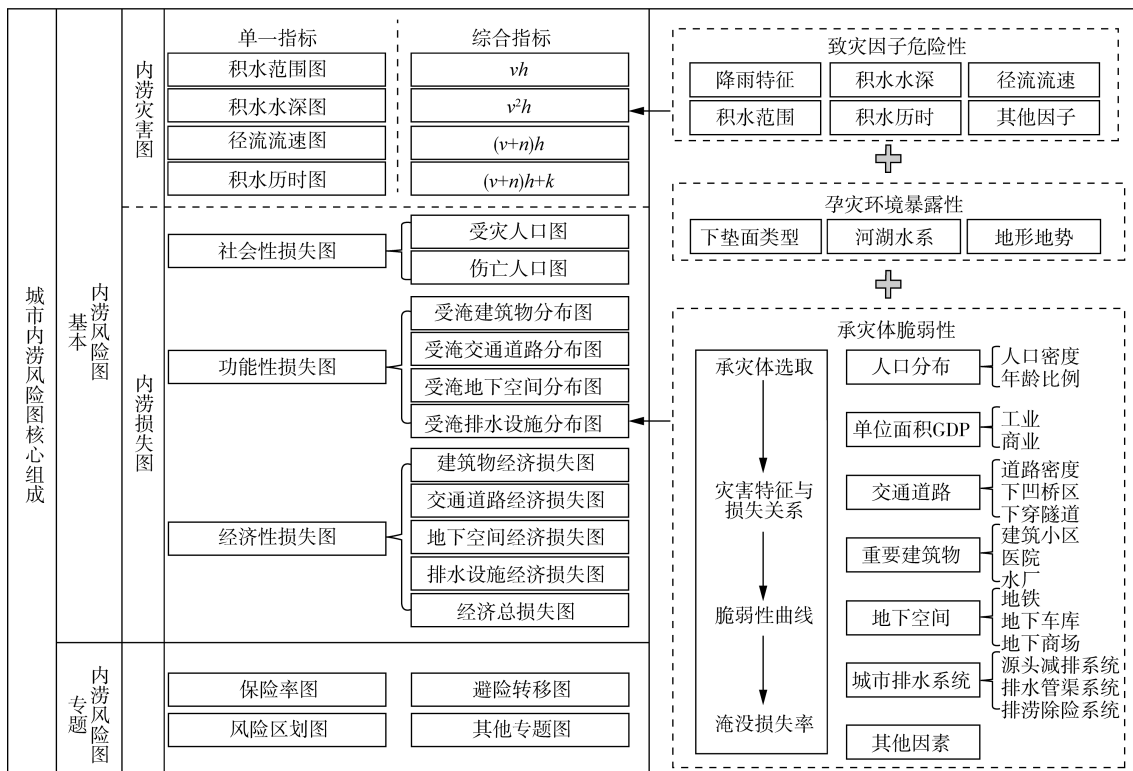 城市内涝风险图核心组成
基本
内涝风险图
内涝灾害图
单一指标
综合指标
积水范围图
vh
积水水深图
v²h
径流流速图
(v+n)h
积水历时图
(v+n)h+k
内涝损失图
社会性损失图
受灾人口图
伤亡人口图
功能性损失图
受淹建筑物分布图
受淹交通道路分布图
受淹地下空间分布图
受淹排水设施分布图
经济性损失图
建筑物经济损失图
交通道路经济损失图
地下空间经济损失图
排水设施经济损失图
经济总损失图
专题
内涝风险图
保险率图
避险转移图
风险区划图
其他专题图
致灾因子危险性
降雨特征
积水水深
径流流速
积水范围
积水历时
其他因子
孕灾环境暴露性
下垫面类型
河湖水系
地形地势
承灾体脆弱性
承灾体选取
灾害特征与
损失关系
脆弱性曲线
淹没损失率
人口分布
人口密度
年龄比例
单位面积GDP
工业
商业
交通道路
道路密度
下凹桥区
下穿隧道
重要建筑物
建筑小区
医院
水厂
地下空间
地铁
地下车库
地下商场
城市排水系统
源头减排系统
排水管渠系统
排涝除险系统
其他因素